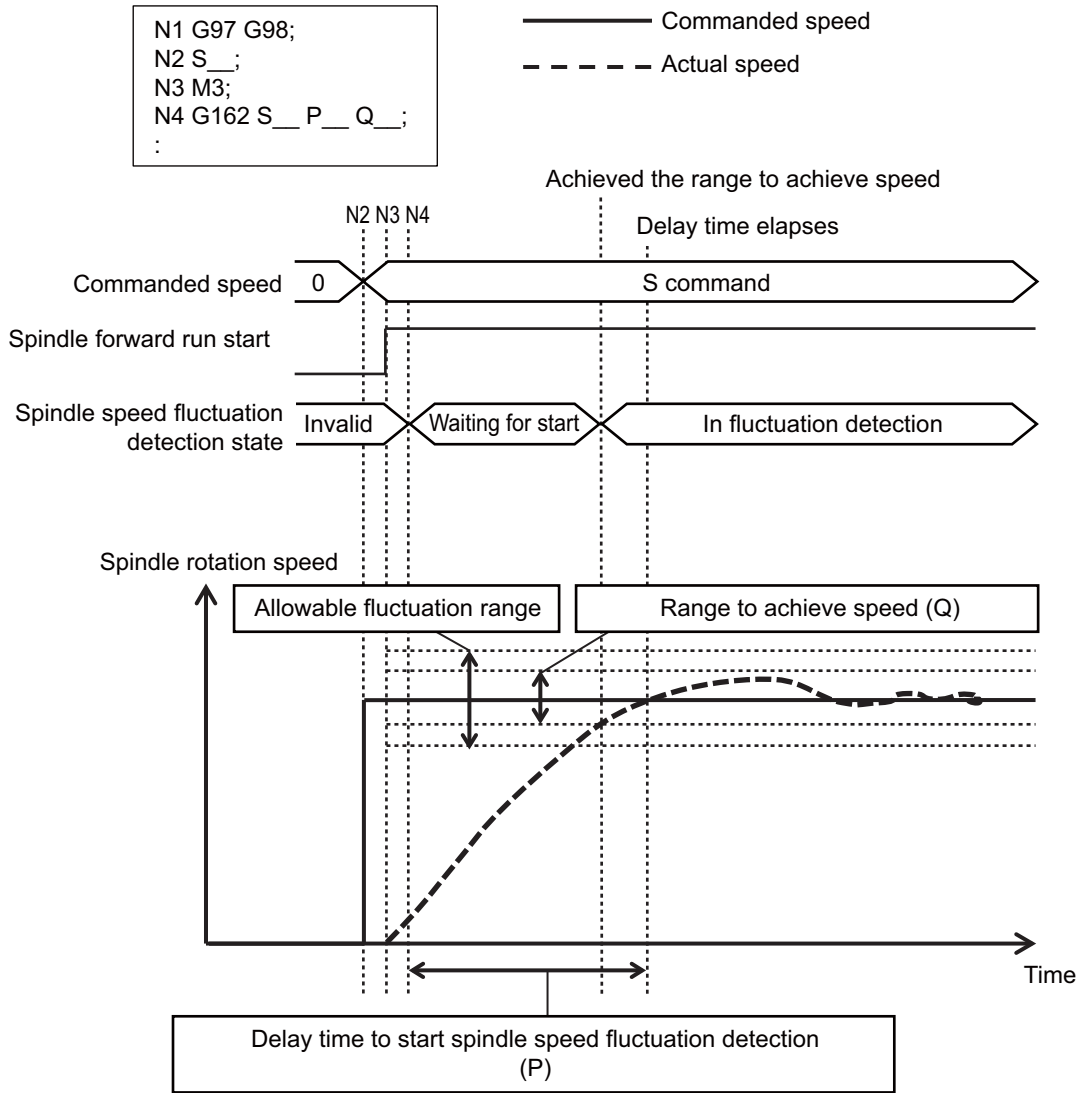 N1 G97 G98;
N2 S__;
N3 M3;
N4 G162 S__ P__ Q__;
:
Commanded speed
Actual speed
Achieved the range to achieve speed
N2 N3 N4
Delay time elapses
Commanded speed
0
S command
Spindle forward run start
Spindle speed fluctuation
detection state
Invalid
Waiting for start
In fluctuation detection
Spindle rotation speed
Allowable fluctuation range
Range to achieve speed (Q)
Time
Delay time to start spindle speed fluctuation detection
(P)